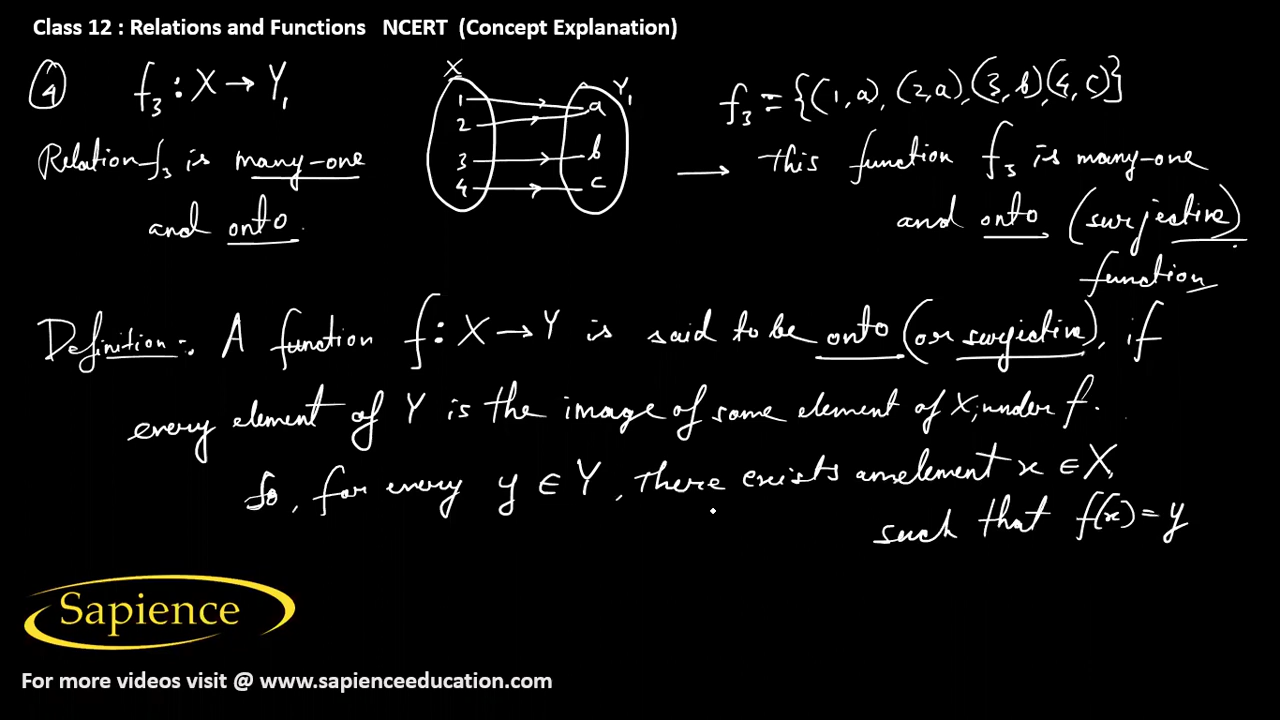 Class 12 : Relations and Functions NCERT (Concept Explanation)
4 f₃ : X → Y₁
X
Y₁
1
2
3
4
a
b
c
f₃ = {(1, a), (2, a), (3, b) (4, c)}
Relation f₃ is many-one
and onto.
→ This function f₃ is many-one
and onto (surjective)
function
Definition :- A function f : X → Y is said to be onto (or surjective), if
every element of Y is the image of some element of X, under f.
So, for every y ∈ Y, there exists an element x ∈ X,
such that f(x) = y
Sapience
For more videos visit @ www.sapienceeducation.com